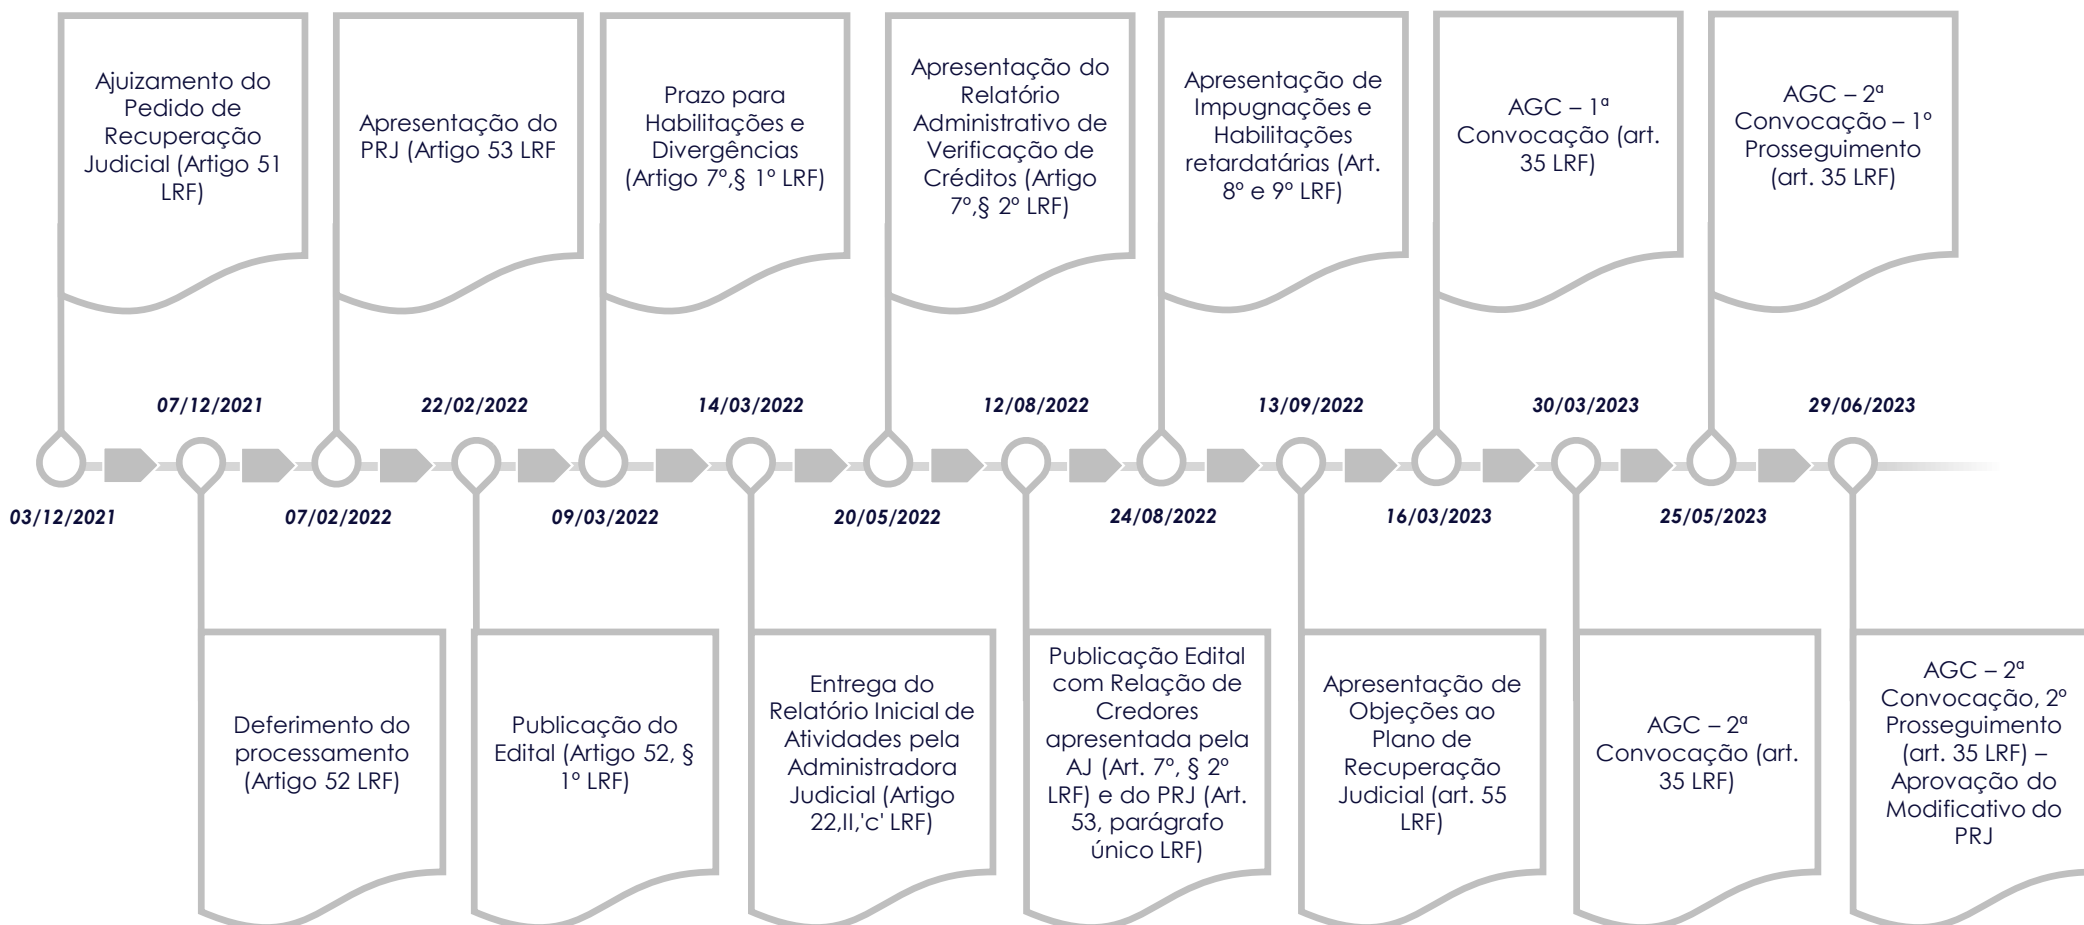 Ajuizamento do
Pedido de
Recuperação
Judicial (Artigo 51
LRF)
Apresentação do
PRJ (Artigo 53 LRF
Prazo para
Habilitações e
Divergências
(Artigo 7º,§ 1º LRF)
Apresentação do
Relatório
Administrativo de
Verificação de
Créditos (Artigo
7º,§ 2º LRF)
Apresentação de
Impugnações e
Habilitações
retardatárias (Art.
8º e 9º LRF)
AGC – 1ª
Convocação (art.
35 LRF)
AGC – 2ª
Convocação – 1º
Prosseguimento
(art. 35 LRF)
07/12/2021
22/02/2022
14/03/2022
12/08/2022
13/09/2022
30/03/2023
29/06/2023
03/12/2021
07/02/2022
09/03/2022
20/05/2022
24/08/2022
16/03/2023
25/05/2023
Deferimento do
processamento
(Artigo 52 LRF)
Publicação do
Edital (Artigo 52, §
1º LRF)
Entrega do
Relatório Inicial de
Atividades pela
Administradora
Judicial (Artigo
22,II,'c' LRF)
Publicação Edital
com Relação de
Credores
apresentada pela
AJ (Art. 7º, § 2º
LRF) e do PRJ (Art.
53, parágrafo
único LRF)
Apresentação de
Objeções ao
Plano de
Recuperação
Judicial (art. 55
LRF)
AGC – 2ª
Convocação (art.
35 LRF)
AGC – 2ª
Convocação, 2º
Prosseguimento
(art. 35 LRF) –
Aprovação do
Modificativo do
PRJ